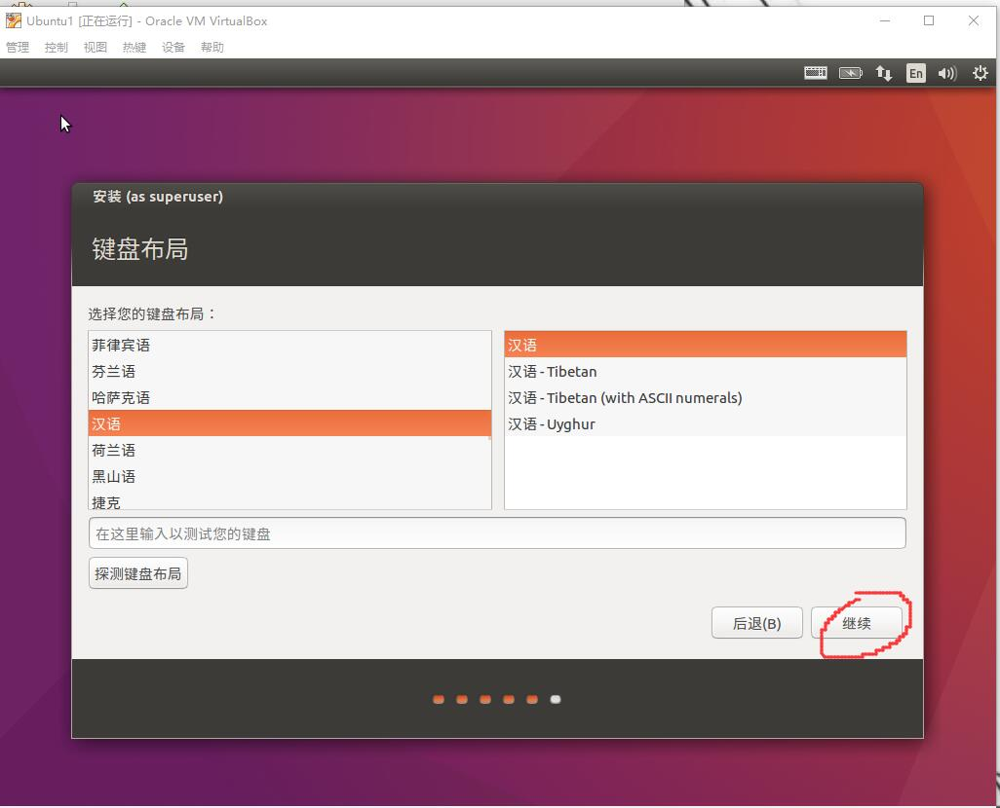 Ubuntu1 [正在运行] - Oracle VM VirtualBox
管理 控制 视图 热键 设备 帮助
En
安装 (as superuser)
键盘布局
选择您的键盘布局：
菲律宾语
芬兰语
哈萨克语
汉语
荷兰语
黑山语
捷克
汉语
汉语 - Tibetan
汉语 - Tibetan (with ASCII numerals)
汉语 - Uyghur
在这里输入以测试您的键盘
探测键盘布局
后退(B) 继续